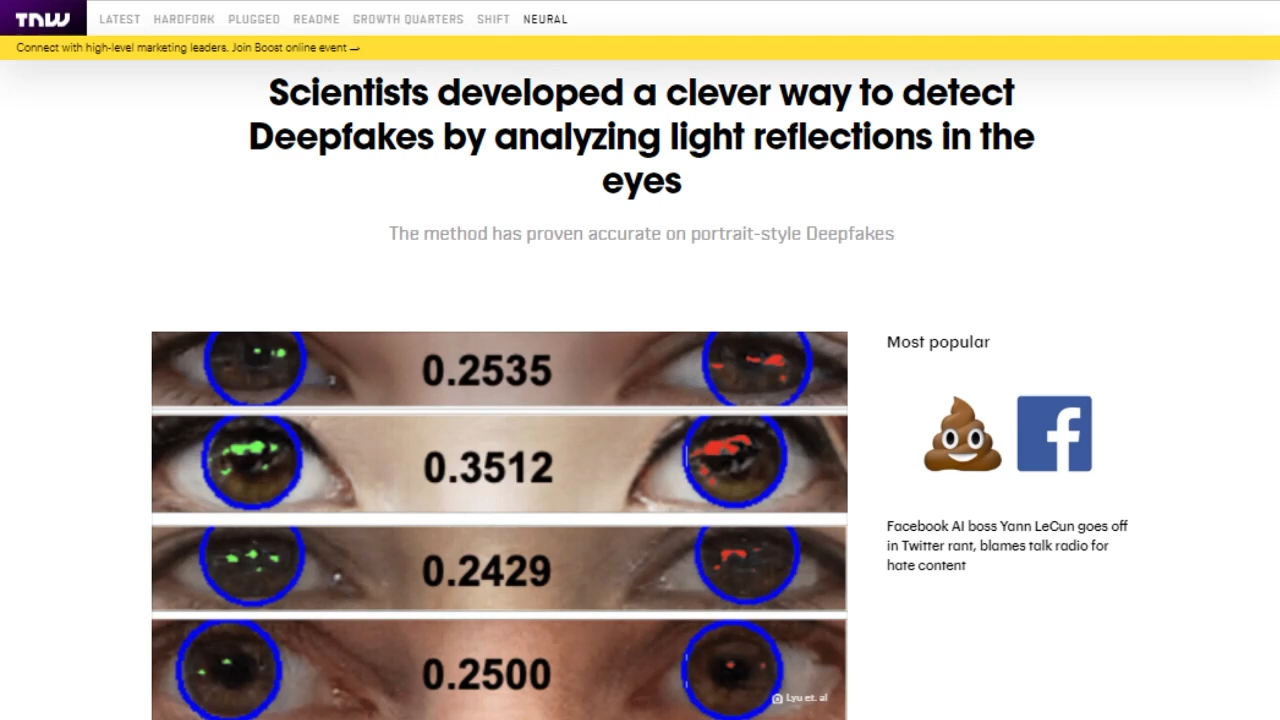 TNW LATEST HARDFORK PLUGGED README GROWTH QUARTERS SHIFT NEURAL
Connect with high-level marketing leaders. Join Boost online event →
Scientists developed a clever way to detect
Deepfakes by analyzing light reflections in the
eyes
The method has proven accurate on portrait-style Deepfakes
0.2535
0.3512
0.2429
0.2500
Lyu et. al
Most popular
f
Facebook AI boss Yann LeCun goes off
in Twitter rant, blames talk radio for
hate content